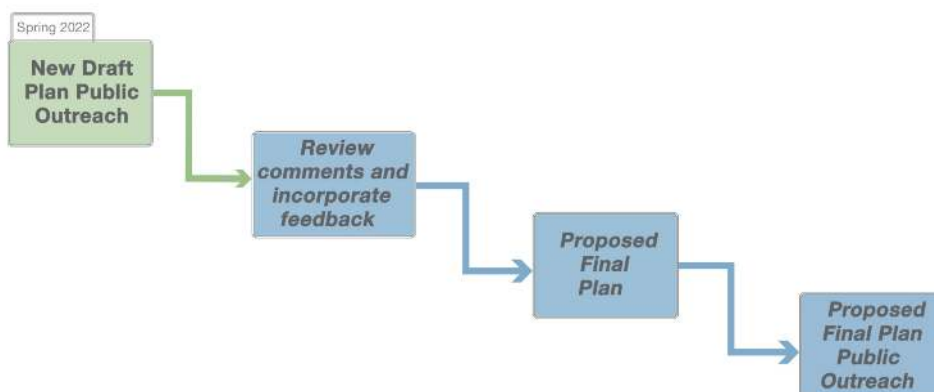 Spring 2022
New Draft
Plan Public
Outreach
Review
comments and
incorporate
feedback
Proposed
Final
Plan
Proposed
Final Plan
Public
Outreach